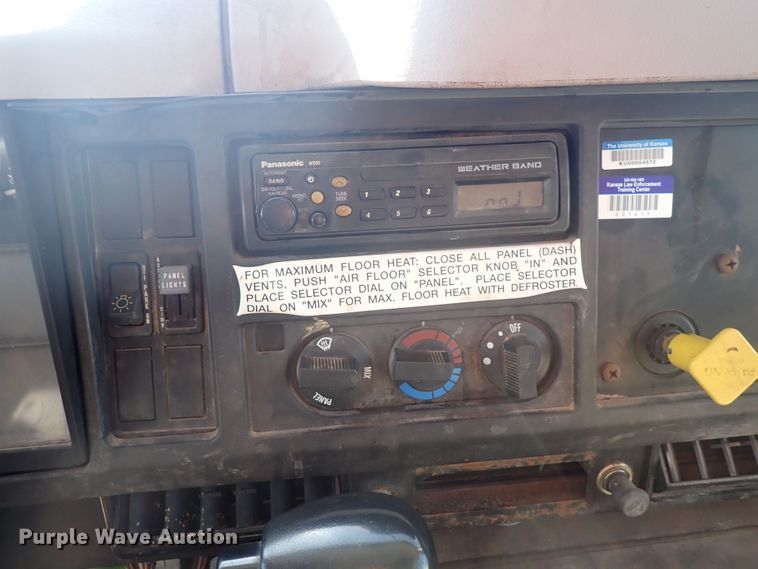 Panasonic
WEATHER BAND
BAND
TUNE
SEEK
1 2 3
4 5 6
The University of Kansas
KU00004572
Kansas Law Enforcement
Training Center
001415
PANEL
LIGHTS
FOR MAXIMUM FLOOR HEAT: CLOSE ALL PANEL (DASH)
VENTS, PUSH "AIR FLOOR" SELECTOR KNOB "IN" AND
PLACE SELECTOR DIAL ON "PANEL". PLACE SELECTOR
DIAL ON "MIX" FOR MAX. FLOOR HEAT WITH DEFROSTER.
OFF
MIX
PANEL
Purple Wave Auction